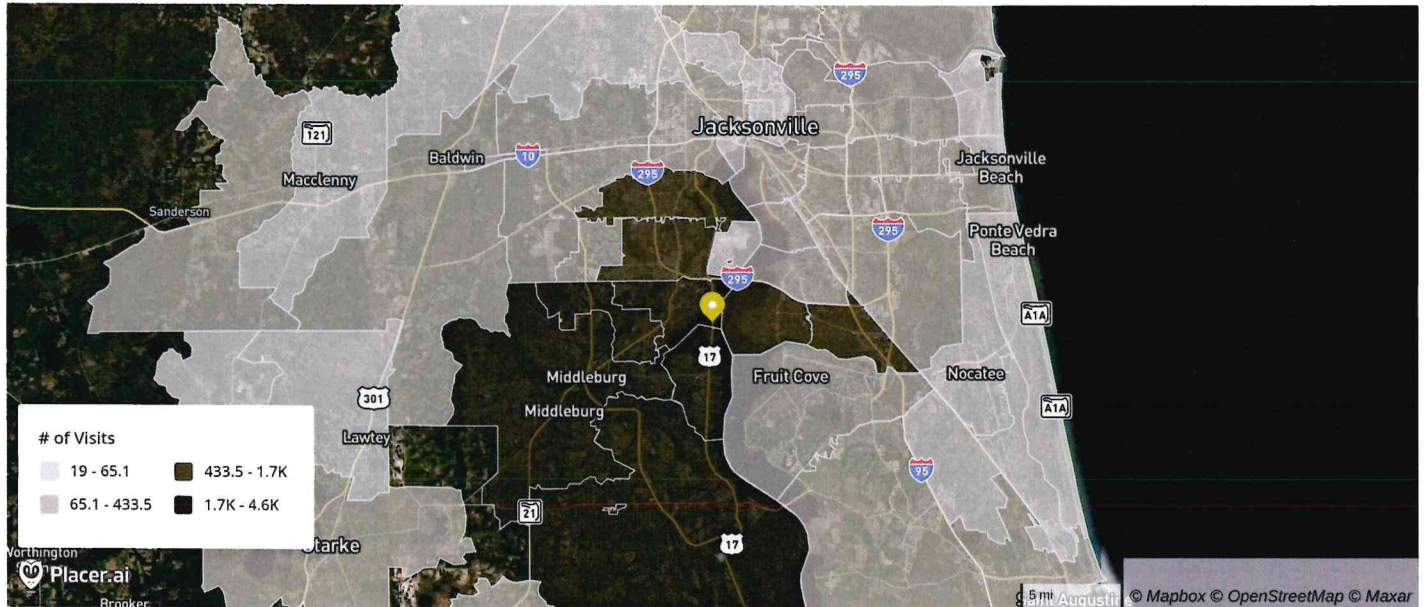 295
121
Jacksonville
Baldwin
10
Jacksonville
Beach
295
Macclenny
Sanderson
295
Ponte Vedra
Beach
295
A1A
17
Middleburg
Fruit Cove
Nocatee
301
A1A
Middleburg
# of Visits
19 - 65.1
433.5 - 1.7K
65.1 - 433.5
1.7K - 4.6K
Lawtey
95
21
17
Starke
Worthington
Placer.ai
Brooker
5 mi
Saint Augustine
© Mapbox © OpenStreetMap © Maxar